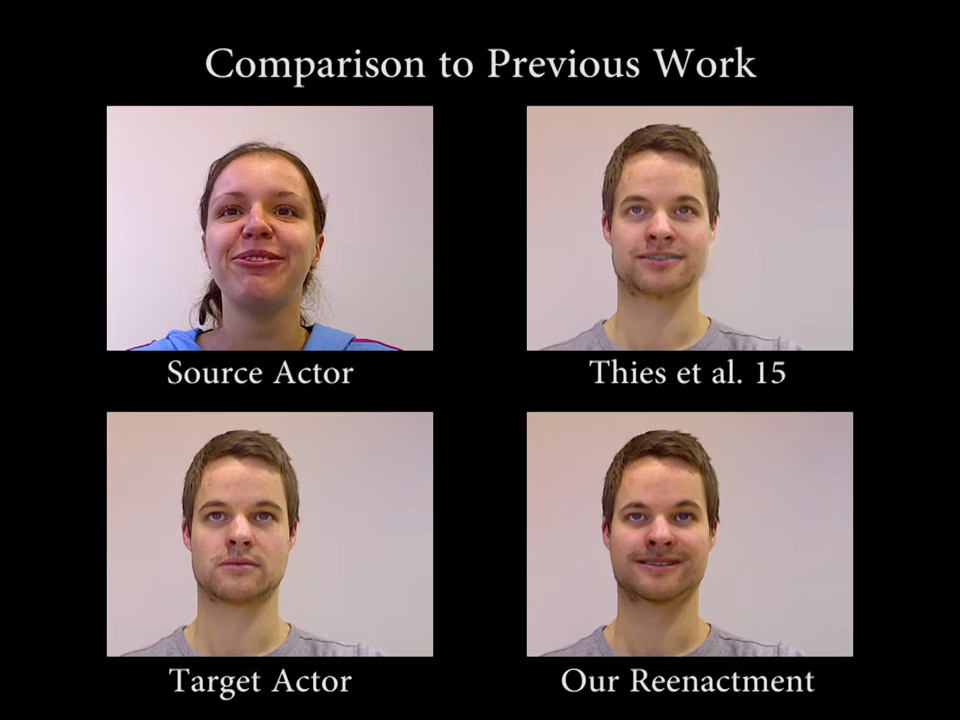 Comparison to Previous Work
Source Actor
Thies et al. 15
Target Actor
Our Reenactment